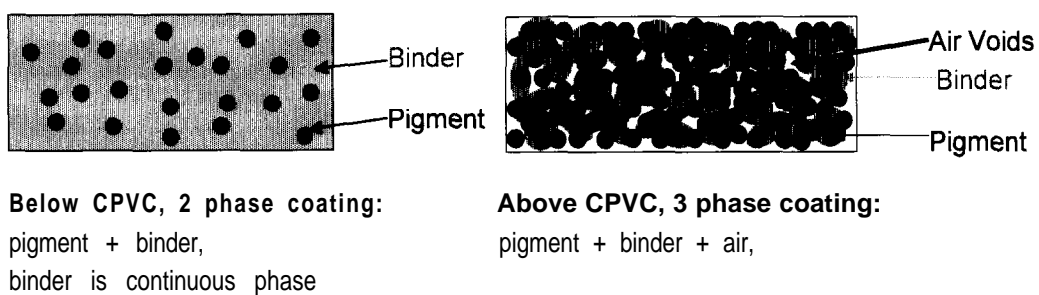 Binder
Pigment
Air Voids
Binder
Pigment
Below CPVC, 2 phase coating:
pigment + binder,
binder is continuous phase
Above CPVC, 3 phase coating:
pigment + binder + air,